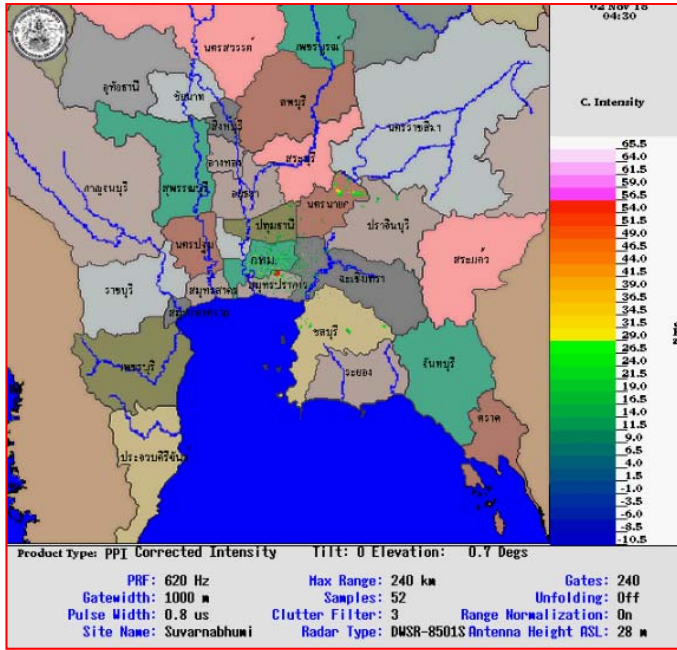 02 Nov 18
04:30
C. Intensity
นครสวรรค์
เพชรบูรณ์
อุทัยธานี
ชัยนาท
ลพบุรี
สิงหบุรี
นครราชสีมา
อ่างทอง
สระบุรี
กาญจนบุรี
สุพรรณบุรี
อยุธยา
นครนายก
ปราจีนบุรี
ปทุมธานี
นครปฐม
กทม.
สระแก้ว
ราชบุรี
สมุทรสาคร
สมุทรปราการ
ฉะเชิงเทรา
ชลบุรี
เพชรบุรี
ระยอง
จันทบุรี
ตราด
ประจวบคีรีขันธ์
65.5
64.0
61.5
59.0
56.5
54.0
51.5
49.0
46.5
44.0
41.5
39.0
36.5
34.0
31.5
29.0
26.5
24.0
21.5
19.0
16.5
14.0
11.5
9.0
6.5
4.0
1.5
-1.0
-3.5
-6.0
-8.5
-10.5
Product Type: PPI Corrected Intensity Tilt: 0 Elevation: 0.7 Degs
PRF: 620 Hz Max Range: 240 km Gates: 240
Gatewidth: 1000 m Samples: 52 Unfolding: Off
Pulse Width: 0.8 us Clutter Filter: 3 Range Normalization: On
Site Name: Suvarnabhumi Radar Type: DWSR-8501S Antenna Height ASL: 28 m